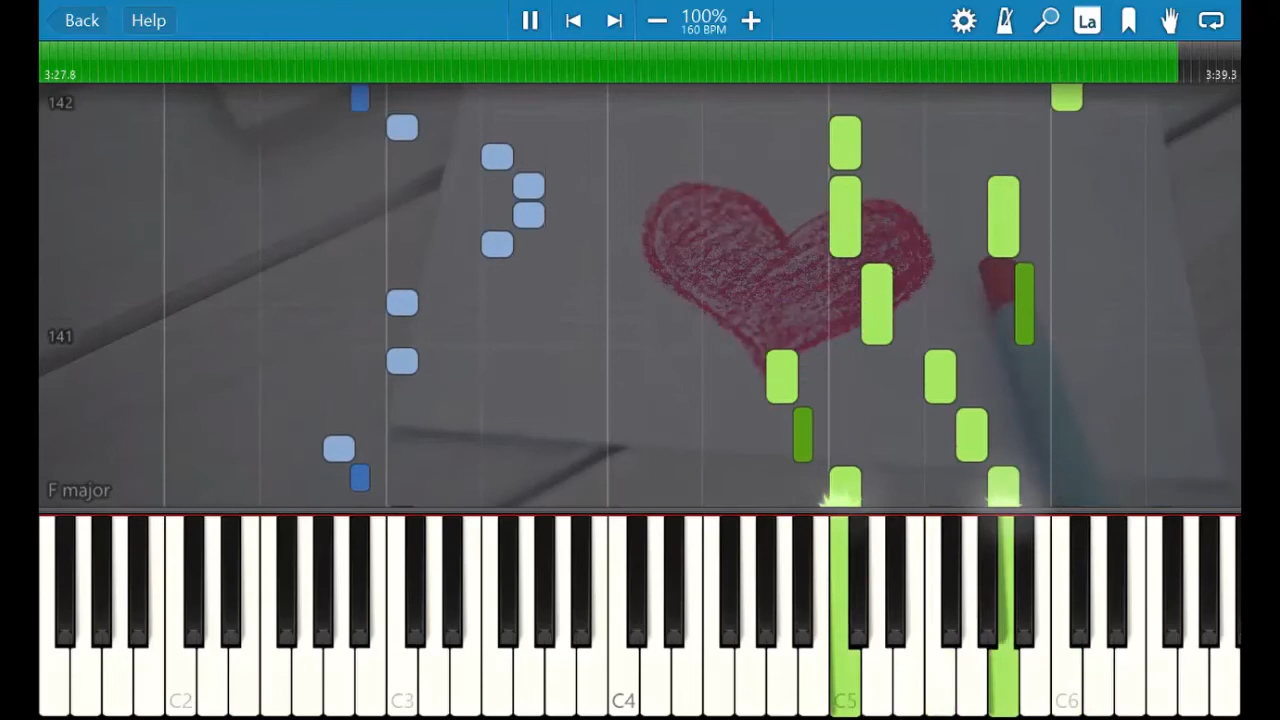 Back Help 100% La
160 BPM
3:27.8 3:39.3
142
141
F major
C2 C3 C4 C5 C6